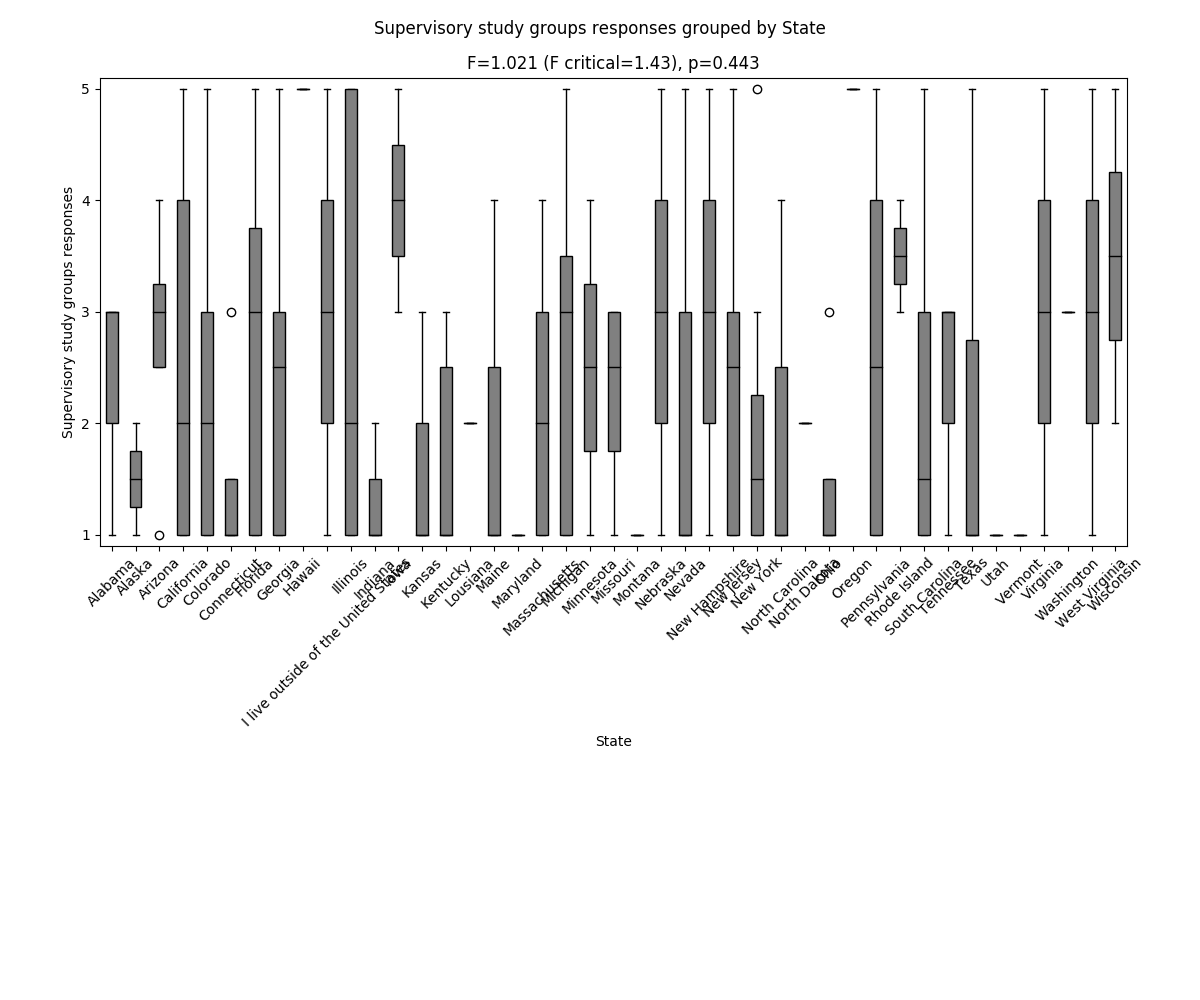 Supervisory study groups responses grouped by State
F=1.021 (F critical=1.43), p=0.443
Supervisory study groups responses
5
4
3
2
1
Alabama
Alaska
Arizona
California
Colorado
Connecticut
Florida
Georgia
Hawaii
I live outside of the United States
Illinois
Indiana
Iowa
Kansas
Kentucky
Lousiana
Maine
Maryland
Massachusetts
Michigan
Minnesota
Missouri
Montana
Nebraska
Nevada
New Hampshire
New Jersey
New York
North Carolina
North Dakota
Ohio
Oregon
Pennsylvania
Rhode Island
South Carolina
Tennessee
Texas
Utah
Vermont
Virginia
Washington
West Virginia
Wisconsin
State